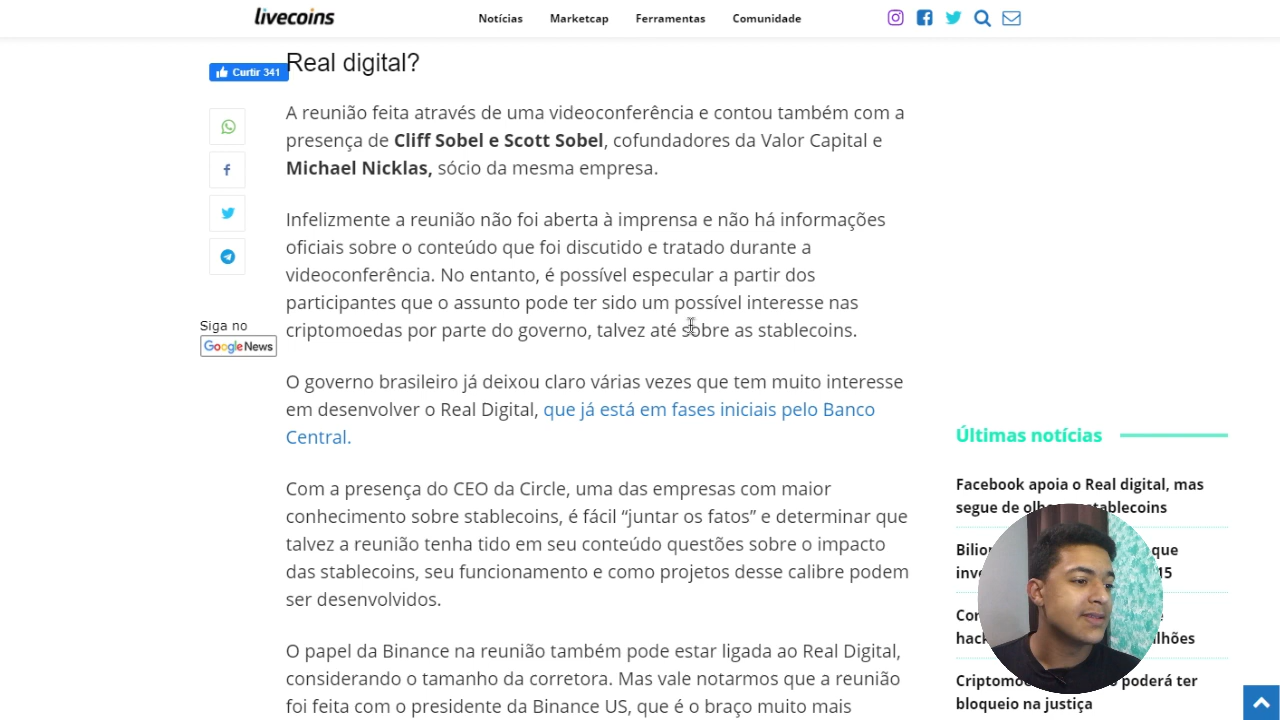 livecoins
Notícias
Marketcap
Ferramentas
Comunidade
Curtir 341
Real digital?
A reunião feita através de uma videoconferência e contou também com a
presença de Cliff Sobel e Scott Sobel, cofundadores da Valor Capital e
Michael Nicklas, sócio da mesma empresa.
Infelizmente a reunião não foi aberta à imprensa e não há informações
oficiais sobre o conteúdo que foi discutido e tratado durante a
videoconferência. No entanto, é possível especular a partir dos
participantes que o assunto pode ter sido um possível interesse nas
criptomoedas por parte do governo, talvez até sobre as stablecoins.
Siga no
Google News
O governo brasileiro já deixou claro várias vezes que tem muito interesse
em desenvolver o Real Digital, que já está em fases iniciais pelo Banco
Central.
Com a presença do CEO da Circle, uma das empresas com maior
conhecimento sobre stablecoins, é fácil “juntar os fatos” e determinar que
talvez a reunião tenha tido em seu conteúdo questões sobre o impacto
das stablecoins, seu funcionamento e como projetos desse calibre podem
ser desenvolvidos.
O papel da Binance na reunião também pode estar ligada ao Real Digital,
considerando o tamanho da corretora. Mas vale notarmos que a reunião
foi feita com o presidente da Binance US, que é o braço muito mais
Últimas notícias
Facebook apoia o Real digital, mas
segue de
que
15
poderá ter
bloqueio na justiça